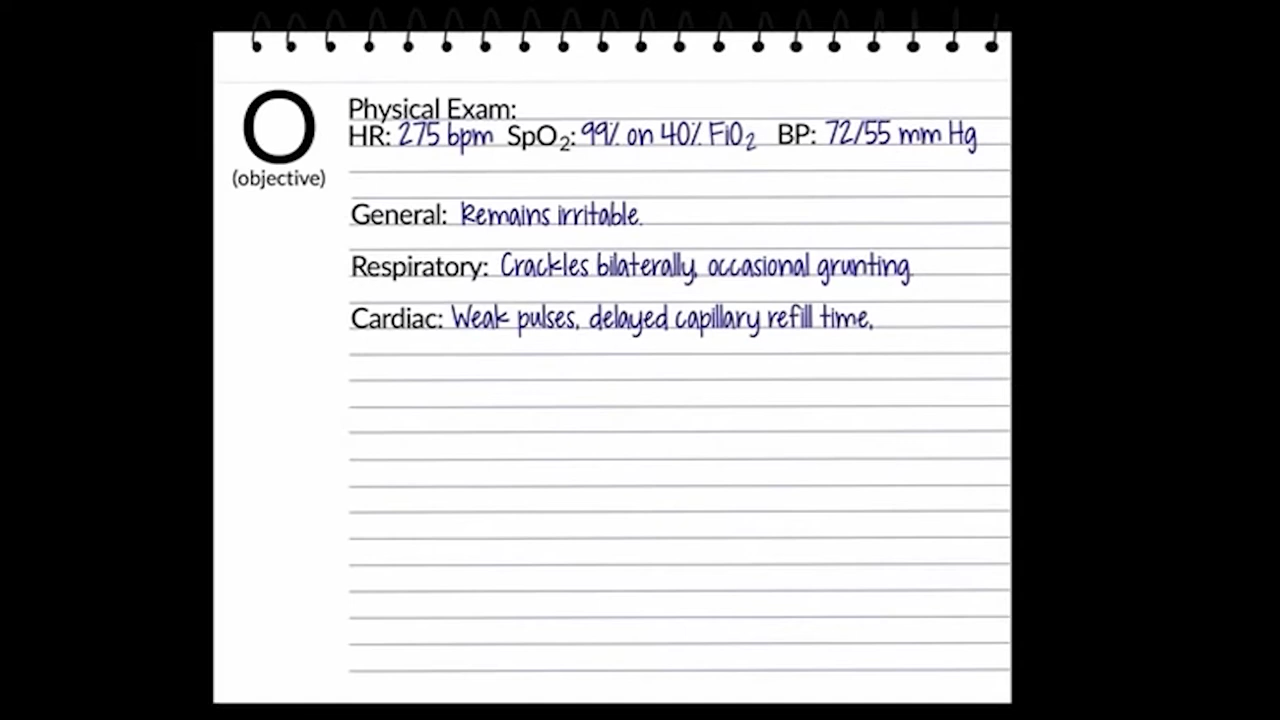 O
(objective)
Physical Exam:
HR: 275 bpm SpO₂: 99% on 40% FiO₂ BP: 72/55 mm Hg
General: Remains irritable.
Respiratory: Crackles bilaterally, occasional grunting.
Cardiac: Weak pulses, delayed capillary refill time,